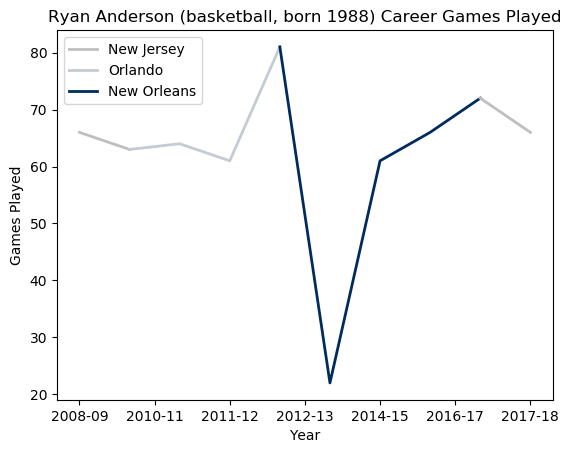 Ryan Anderson (basketball, born 1988) Career Games Played
New Jersey
Orlando
New Orleans
80
70
60
50
40
30
20
Games Played
2008-09 2010-11 2011-12 2012-13 2014-15 2016-17 2017-18
Year